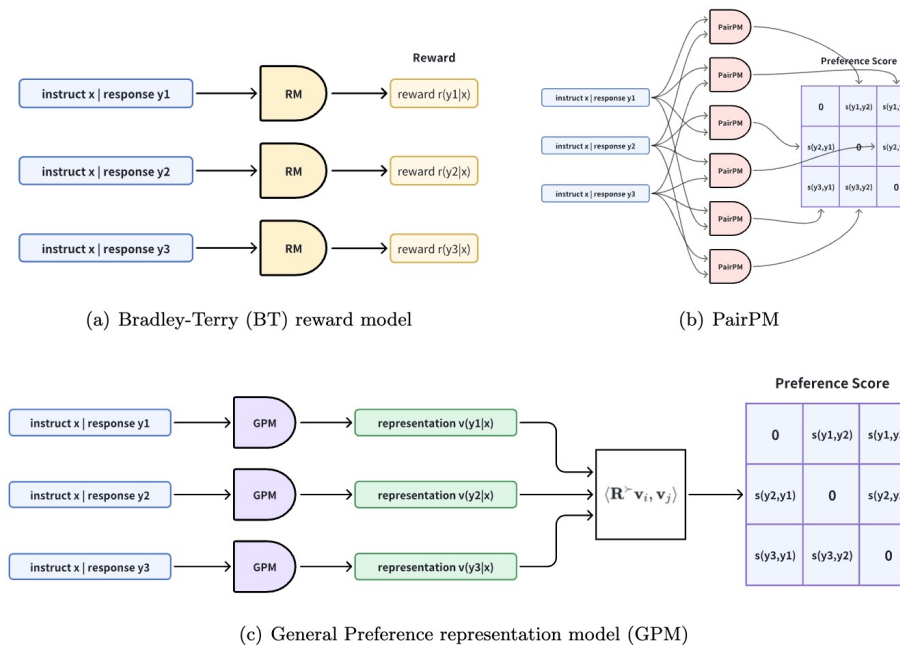 Reward
instruct x | response y1
RM
reward r(y1|x)
instruct x | response y2
RM
reward r(y2|x)
instruct x | response y3
RM
reward r(y3|x)
(a) Bradley-Terry (BT) reward model
instruct x | response y1
instruct x | response y2
instruct x | response y3
PairPM
PairPM
PairPM
PairPM
PairPM
PairPM
Preference Score
0 s(y1,y2) s(y1,y
s(y2,y1) 0 s(y2,y
s(y3,y1) s(y3,y2) 0
(b) PairPM
instruct x | response y1
GPM
representation v(y1|x)
instruct x | response y2
GPM
representation v(y2|x)
instruct x | response y3
GPM
representation v(y3|x)
⟨R^≻ v_i, v_j⟩
Preference Score
0 s(y1,y2) s(y1,y
s(y2,y1) 0 s(y2,y
s(y3,y1) s(y3,y2) 0
(c) General Preference representation model (GPM)